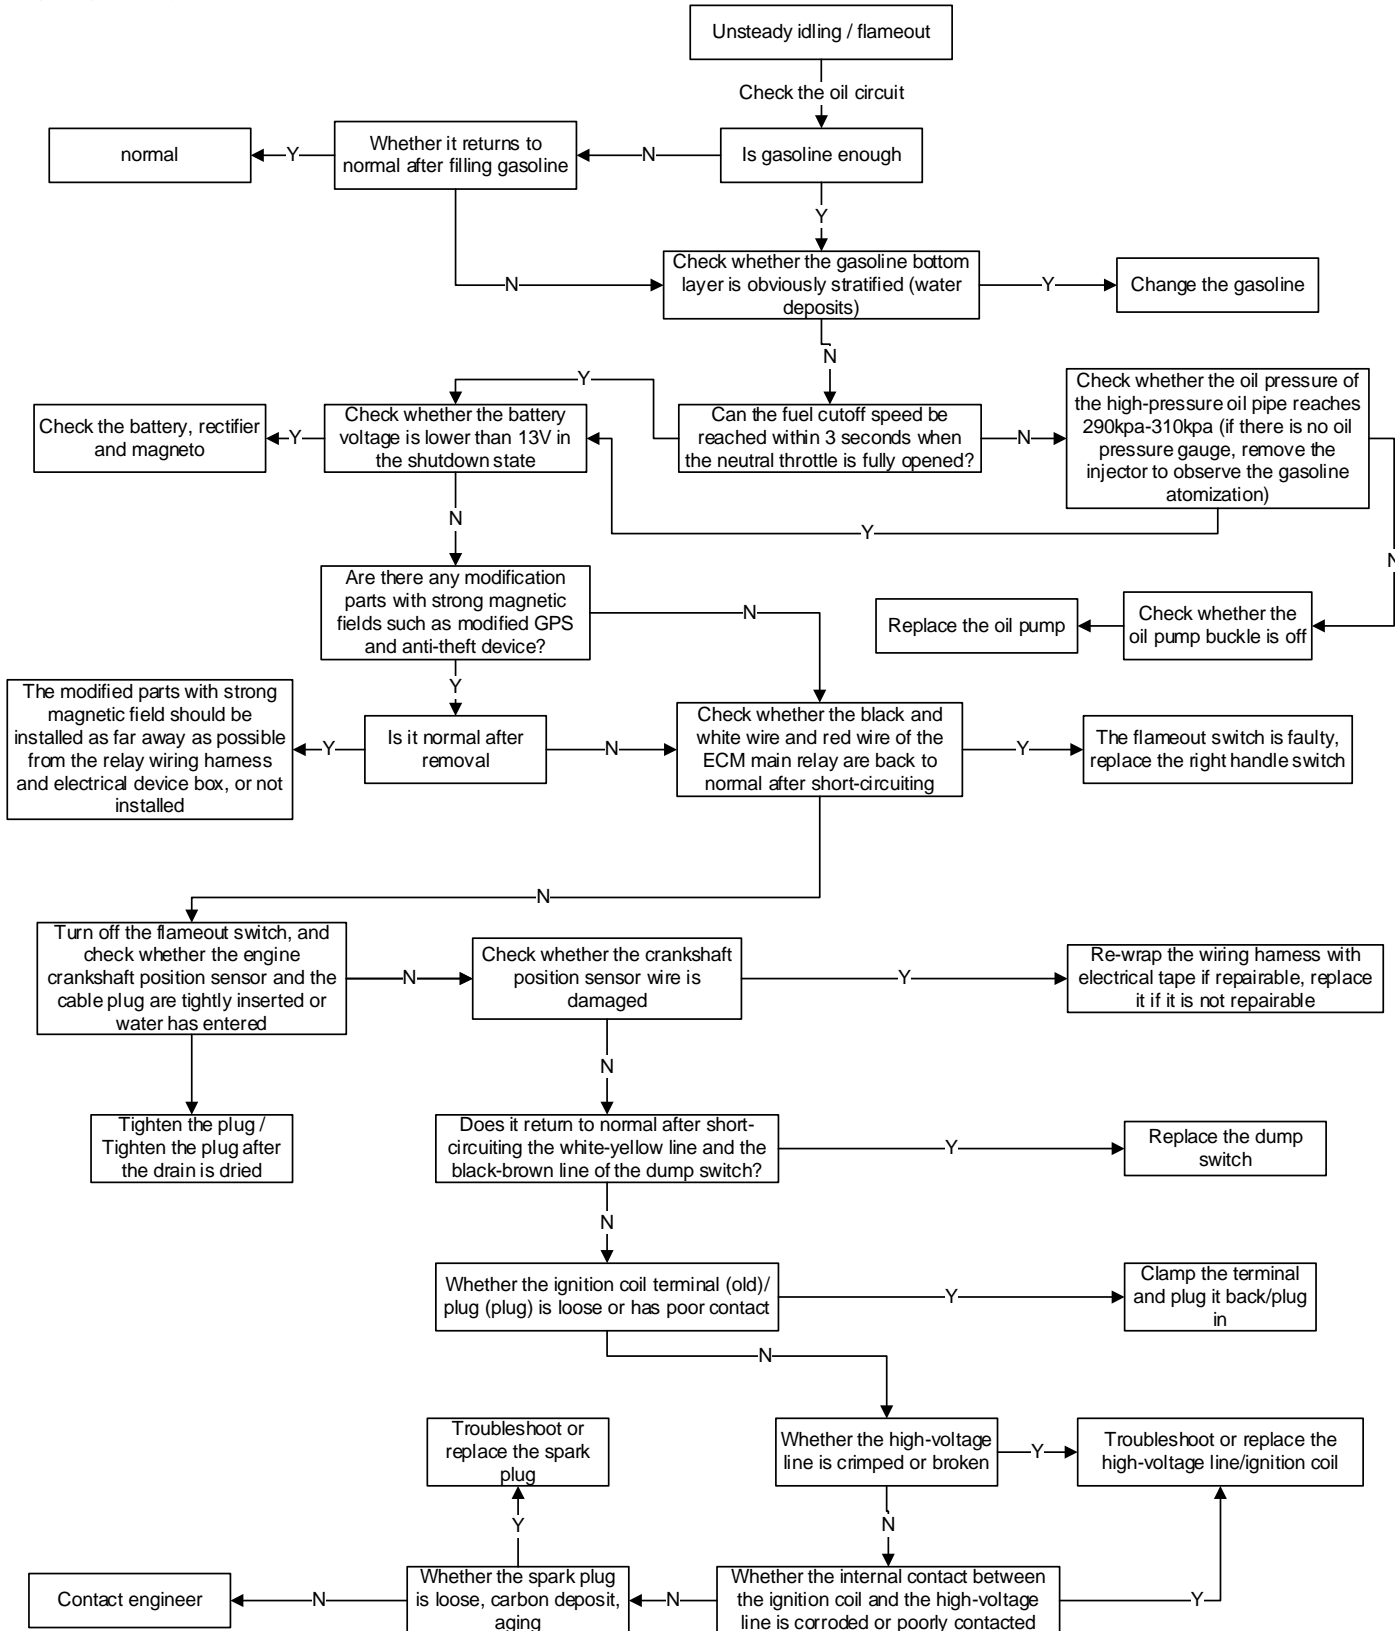 Unsteady idling / flameout
Check the oil circuit
normal
Y
Whether it returns to
normal after filling gasoline
N
Is gasoline enough
Y
N
Check whether the gasoline bottom
layer is obviously stratified (water
deposits)
Y
Change the gasoline
N
Y
Check the battery, rectifier
and magneto
Y
Check whether the battery
voltage is lower than 13V in
the shutdown state
Can the fuel cutoff speed be
reached within 3 seconds when
the neutral throttle is fully opened?
N
Check whether the oil pressure of
the high-pressure oil pipe reaches
290kpa-310kpa (if there is no oil
pressure gauge, remove the
injector to observe the gasoline
atomization)
N
Y
N
Are there any modification
parts with strong magnetic
fields such as modified GPS
and anti-theft device?
N
Replace the oil pump
Check whether the
oil pump buckle is off
Y
The modified parts with strong
magnetic field should be
installed as far away as possible
from the relay wiring harness
and electrical device box, or not
installed
Y
Is it normal after
removal
N
Check whether the black and
white wire and red wire of the
ECM main relay are back to
normal after short-circuiting
Y
The flameout switch is faulty,
replace the right handle switch
N
Turn off the flameout switch, and
check whether the engine
crankshaft position sensor and the
cable plug are tightly inserted or
water has entered
N
Check whether the crankshaft
position sensor wire is
damaged
Y
Re-wrap the wiring harness with
electrical tape if repairable, replace
it if it is not repairable
N
Tighten the plug /
Tighten the plug after
the drain is dried
Does it return to normal after short-
circuiting the white-yellow line and the
black-brown line of the dump switch?
Y
Replace the dump
switch
N
Whether the ignition coil terminal (old)/
plug (plug) is loose or has poor contact
Y
Clamp the terminal
and plug it back/plug
in
N
Troubleshoot or
replace the spark
plug
Whether the high-voltage
line is crimped or broken
Y
Troubleshoot or replace the
high-voltage line/ignition coil
Y
N
Contact engineer
N
Whether the spark plug
is loose, carbon deposit,
aging
N
Whether the internal contact between
the ignition coil and the high-voltage
line is corroded or poorly contacted
Y